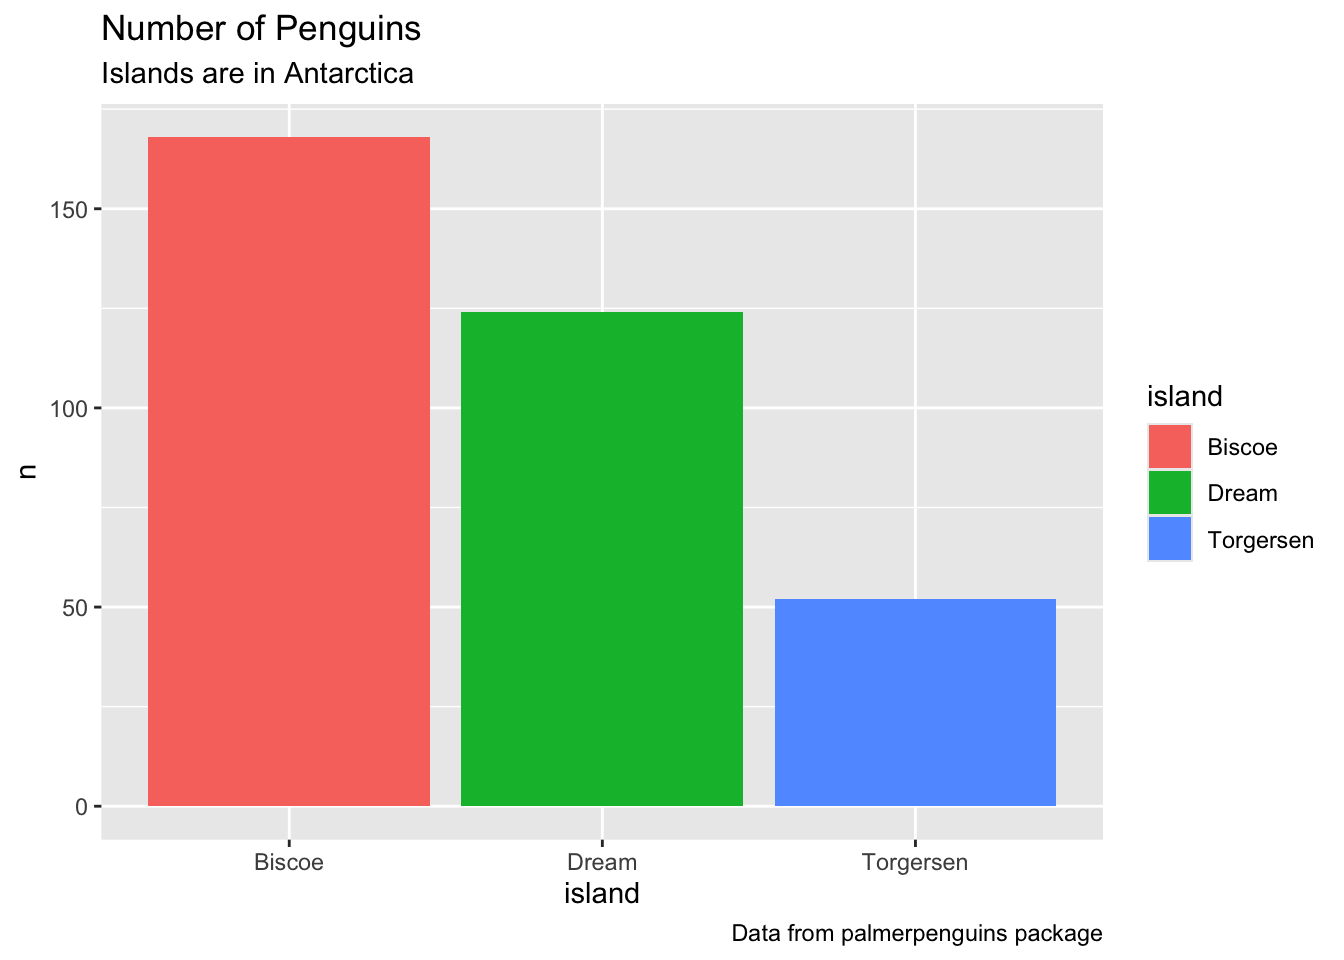 Number of Penguins
Islands are in Antarctica
150
100
50
0
n
Biscoe Dream Torgersen
island
island
Biscoe
Dream
Torgersen
Data from palmerpenguins package